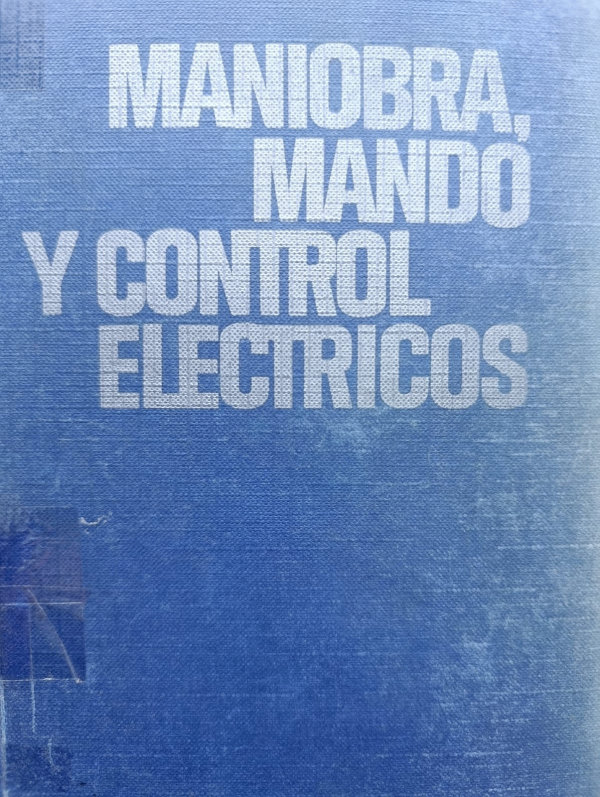 MANIOBRA,
MANDO
Y CONTROL
ELECTRICOS